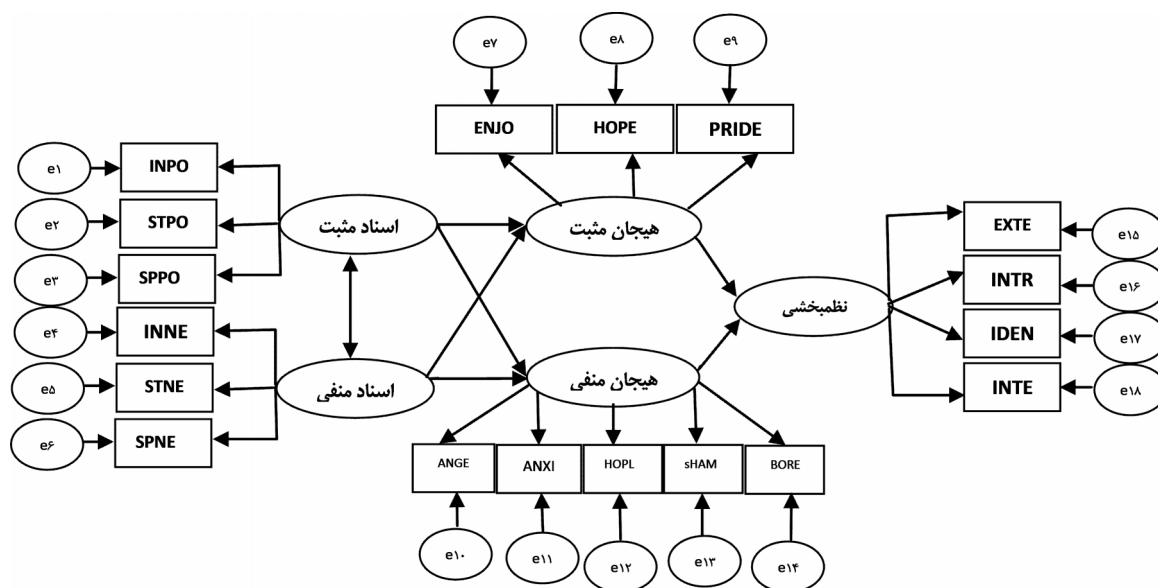 e۷
e۸
e۹
ENJO
HOPE
PRIDE
e۱
INPO
e۲
STPO
e۳
SPPO
e۴
INNE
e۵
STNE
e۶
SPNE
اسناد مثبت
اسناد منفی
هیجان مثبت
هیجان منفی
نظمبخشی
EXTE
e۱۵
INTR
e۱۶
IDEN
e۱۷
INTE
e۱۸
ANGE
ANXI
HOPL
sHAM
BORE
e۱۰
e۱۱
e۱۲
e۱۳
e۱۴